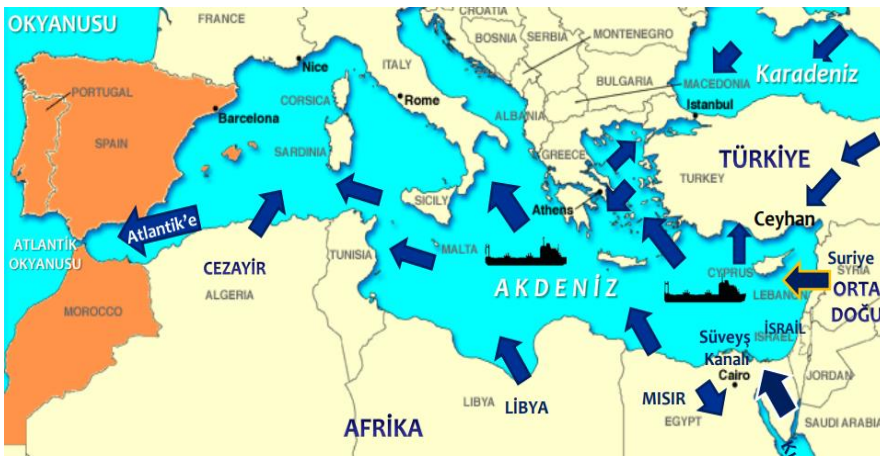 OKYANUSU
FRANCE
CROATIA
BOSNIA
SERBIA
MONTENEGRO
Nice
ITALY
Karadeniz
PORTUGAL
CORSICA
BULGARIA
MACEDONIA
Barcelona
Rome
Istanbul
SPAIN
ALBANIA
SARDINIA
GREECE
TÜRKİYE
TURKEY
SICILY
Athens
Ceyhan
Atlantik'e
ATLANTİK
OKYANUSU
CEZAYİR
TUNISIA
MALTA
Suriye
CYPRUS
SYRIA
ALGERIA
AKDENİZ
LEBANON
ORTA
DOĞU
MOROCCO
Süveyş
Kanalı
İSRAİL
ISRAEL
Cairo
JORDAN
LIBYA
LİBYA
MISIR
EGYPT
SAUDI ARABIA
AFRİKA